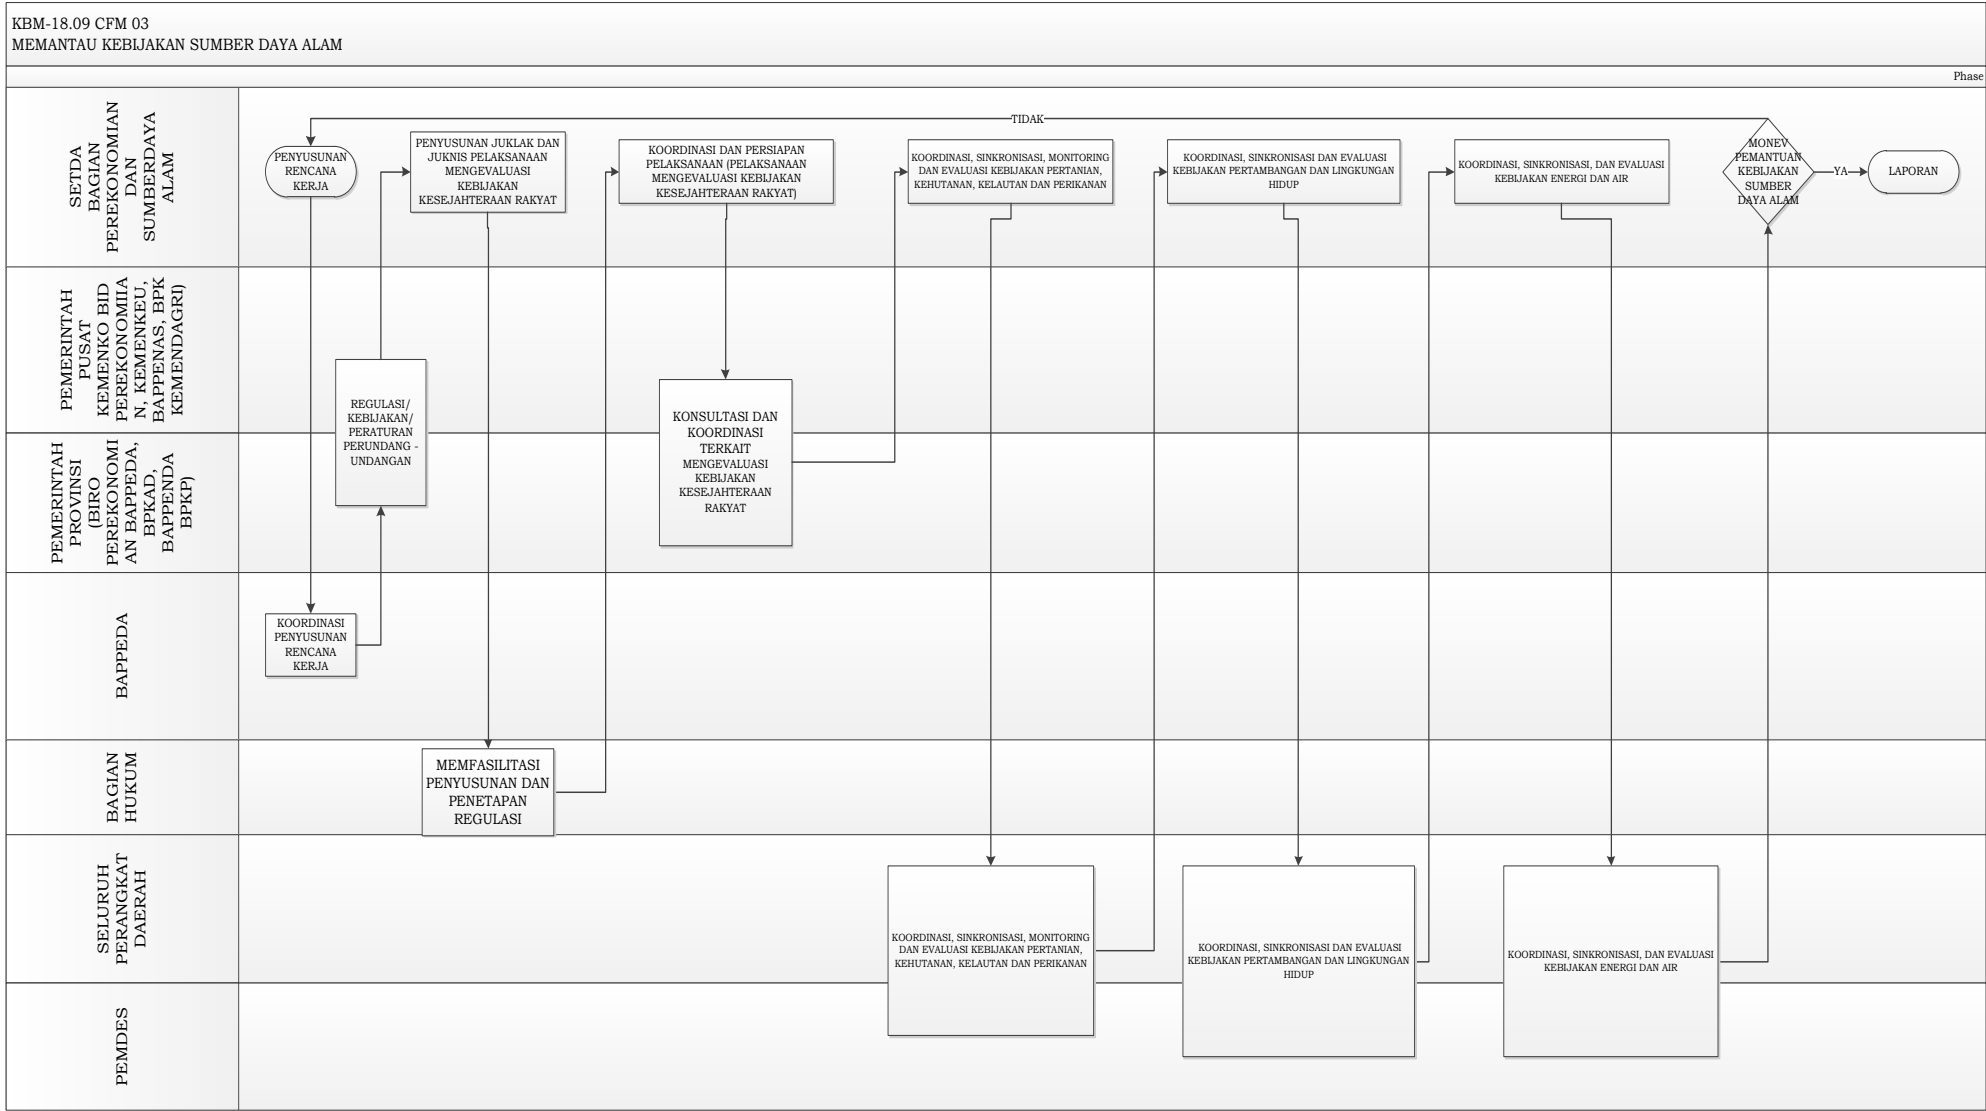 KBM-18.09 CFM 03
MEMANTAU KEBIJAKAN SUMBER DAYA ALAM
Phase
SETDA
BAGIAN
PEREKONOMIAN
DAN
SUMBERDAYA
ALAM
TIDAK
PENYUSUNAN
RENCANA
KERJA
PENYUSUNAN JUKLAK DAN
JUKNIS PELAKSANAAN
MENGEVALUASI
KEBIJAKAN
KESEJAHTERAAN RAKYAT
KOORDINASI DAN PERSIAPAN
PELAKSANAAN (PELAKSANAAN
MENGEVALUASI KEBIJAKAN
KESEJAHTERAAN RAKYAT)
KOORDINASI, SINKRONISASI, MONITORING
DAN EVALUASI KEBIJAKAN PERTANIAN,
KEHUTANAN, KELAUTAN DAN PERIKANAN
KOORDINASI, SINKRONISASI DAN EVALUASI
KEBIJAKAN PERTAMBANGAN DAN LINGKUNGAN
HIDUP
KOORDINASI, SINKRONISASI, DAN EVALUASI
KEBIJAKAN ENERGI DAN AIR
MONEV
PEMANTUAN
KEBIJAKAN
SUMBER
DAYA ALAM
YA
LAPORAN
PEMERINTAH
PUSAT
KEMENKO BID
PEREKONOMIIA
N, KEMENKEU,
BAPPENAS, BPK
KEMENDAGRI)
REGULASI/
KEBIJAKAN/
PERATURAN
PERUNDANG -
UNDANGAN
KONSULTASI DAN
KOORDINASI
TERKAIT
MENGEVALUASI
KEBIJAKAN
KESEJAHTERAAN
RAKYAT
PEMERINTAH
PROVINSI
(BIRO
PEREKONOMI
AN BAPPEDA,
BPKAD,
BAPPENDA
BPKP)
BAPPEDA
KOORDINASI
PENYUSUNAN
RENCANA
KERJA
BAGIAN
HUKUM
MEMFASILITASI
PENYUSUNAN DAN
PENETAPAN
REGULASI
SELURUH
PERANGKAT
DAERAH
KOORDINASI, SINKRONISASI, MONITORING
DAN EVALUASI KEBIJAKAN PERTANIAN,
KEHUTANAN, KELAUTAN DAN PERIKANAN
KOORDINASI, SINKRONISASI DAN EVALUASI
KEBIJAKAN PERTAMBANGAN DAN LINGKUNGAN
HIDUP
KOORDINASI, SINKRONISASI, DAN EVALUASI
KEBIJAKAN ENERGI DAN AIR
PEMDES